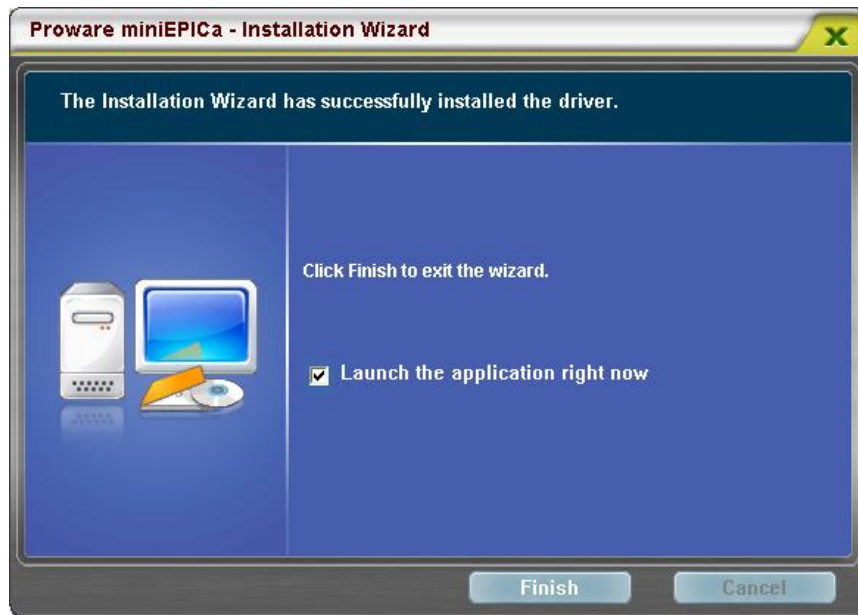 Proware miniEPICa - Installation Wizard
The Installation Wizard has successfully installed the driver.
Click Finish to exit the wizard.
Launch the application right now
Finish
Cancel